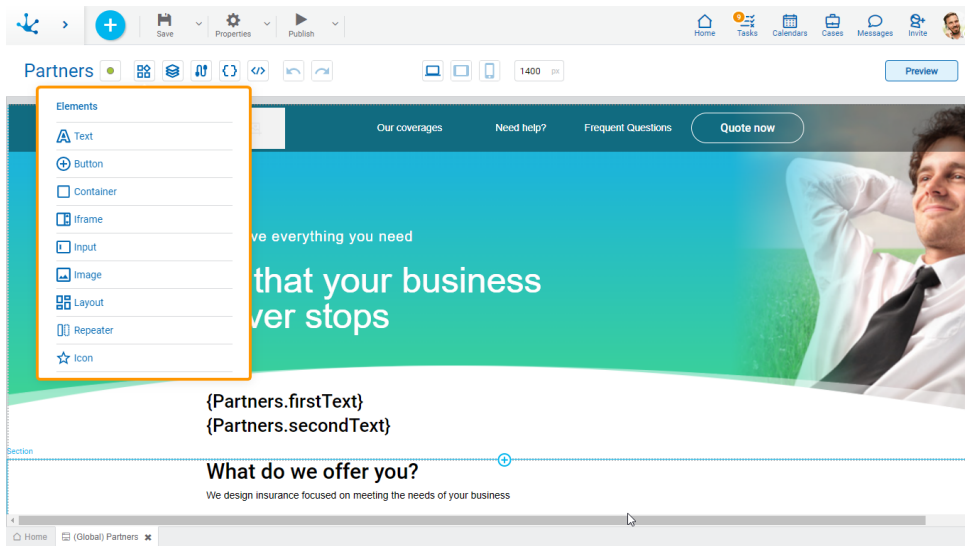 Save
Properties
Publish
Home
9
Tasks
Calendars
Cases
Messages
Invite
Partners
1400 px
Preview
Elements
Text
Button
Container
Iframe
Input
Image
Layout
Repeater
Icon
Our coverages
Need help?
Frequent Questions
Quote now
everything you need
that your business
stops
{Partners.firstText}
{Partners.secondText}
Section
What do we offer you?
We design insurance focused on meeting the needs of your business
Home
(Global) Partners